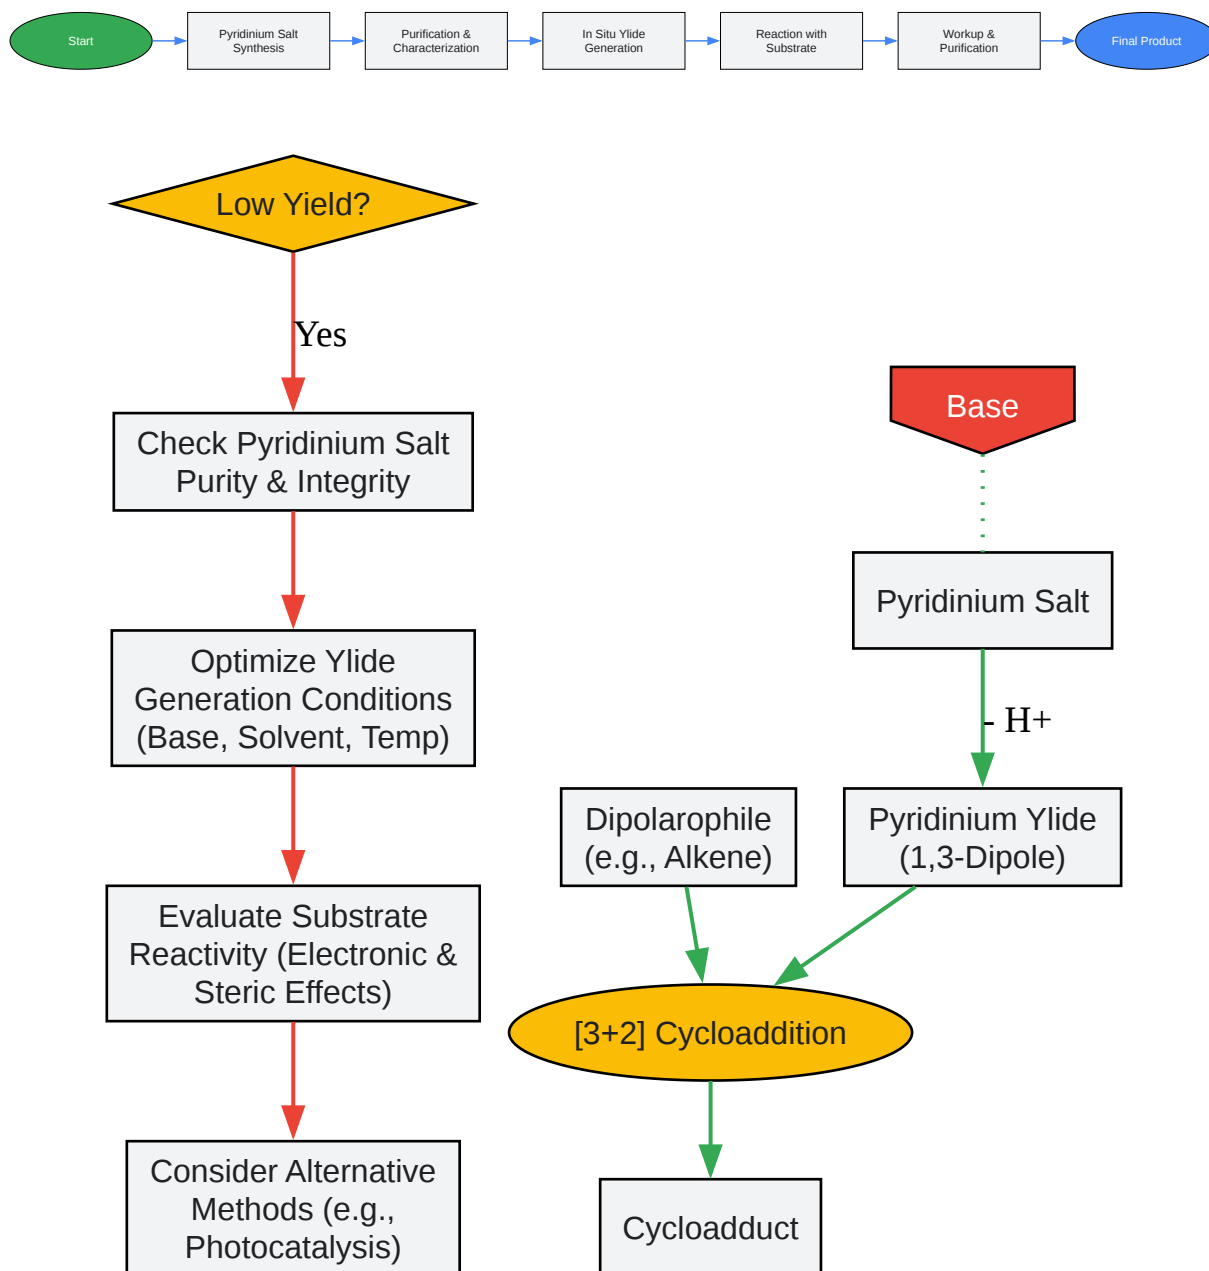 Start
Pyridinium Salt
Synthesis
Purification &
Characterization
In Situ Ylide
Generation
Reaction with
Substrate
Workup &
Purification
Final Product
Low Yield?
Yes
Check Pyridinium Salt
Purity & Integrity
Optimize Ylide
Generation Conditions
(Base, Solvent, Temp)
Evaluate Substrate
Reactivity (Electronic &
Steric Effects)
Consider Alternative
Methods (e.g.,
Photocatalysis)
Base
Pyridinium Salt
- H+
Dipolarophile
(e.g., Alkene)
Pyridinium Ylide
(1,3-Dipole)
[3+2] Cycloaddition
Cycloadduct